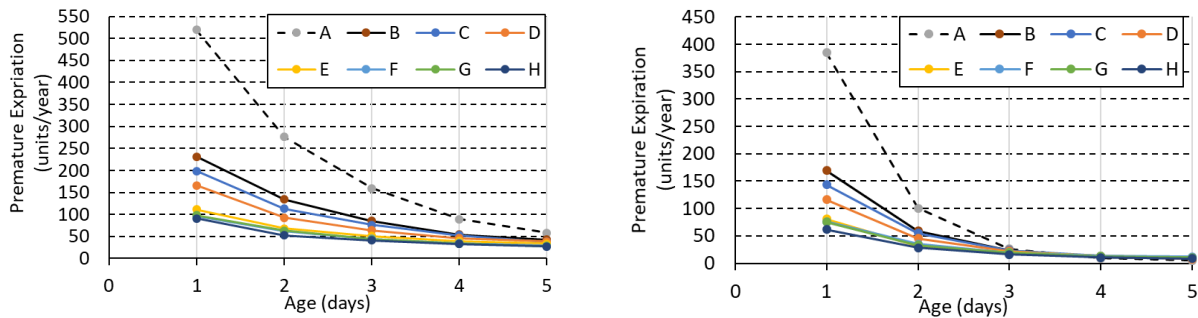 550
500
450
400
350
300
250
200
150
100
50
0
Premature Expriation
(units/year)
A B C D
E F G H
0 1 2 3 4 5
Age (days)
450
400
350
300
250
200
150
100
50
0
Premature Expiration
(units/year)
A B C D
E F G H
0 1 2 3 4 5
Age (days)